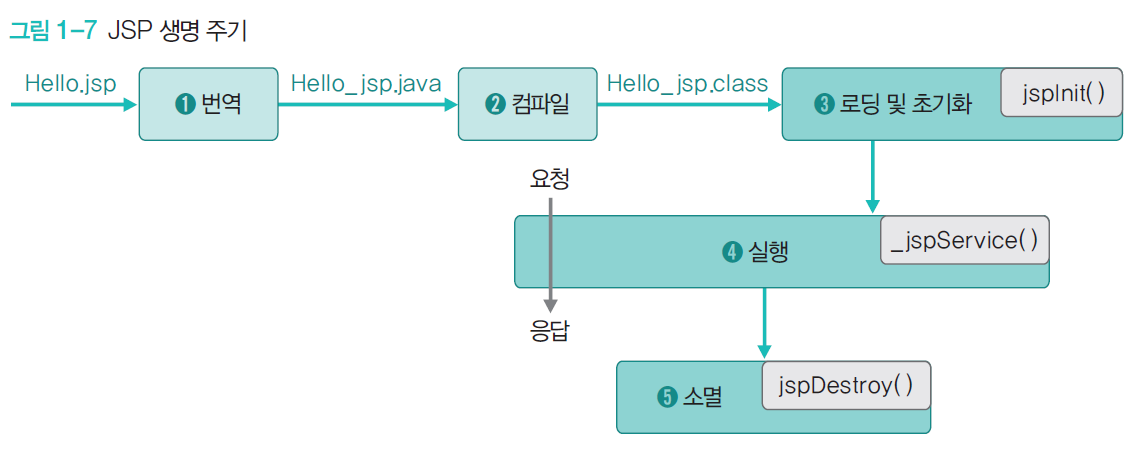 그림 1-7 JSP 생명 주기
Hello.jsp
❶ 번역
Hello_jsp.java
❷ 컴파일
Hello_jsp.class
❸ 로딩 및 초기화
jspInit( )
요청
❹ 실행
_jspService( )
응답
❺ 소멸
jspDestroy( )